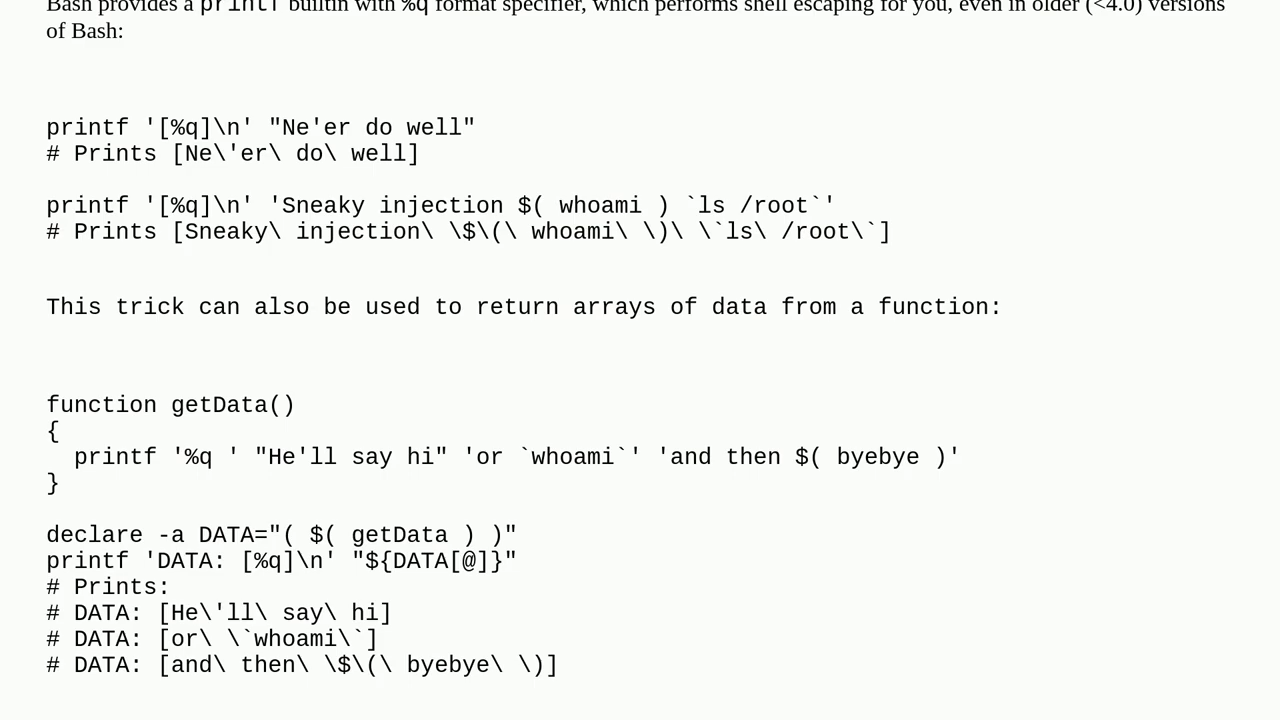 Bash provides a printf builtin with %q format specifier, which performs shell escaping for you, even in older (<4.0) versions
of Bash:
printf '[%q]\n' "Ne'er do well"
# Prints [Ne\'er\ do\ well]
printf '[%q]\n' 'Sneaky injection $( whoami ) `ls /root`'
# Prints [Sneaky\ injection\ \$\(\ whoami\ \)\ \`ls\ /root\`]
This trick can also be used to return arrays of data from a function:
function getData()
{
  printf '%q ' "He'll say hi" 'or `whoami`' 'and then $( byebye )'
}
declare -a DATA="( $( getData ) )"
printf 'DATA: [%q]\n' "${DATA[@]}"
# Prints:
# DATA: [He\'ll\ say\ hi]
# DATA: [or\ \`whoami\`]
# DATA: [and\ then\ \$\(\ byebye\ \)]